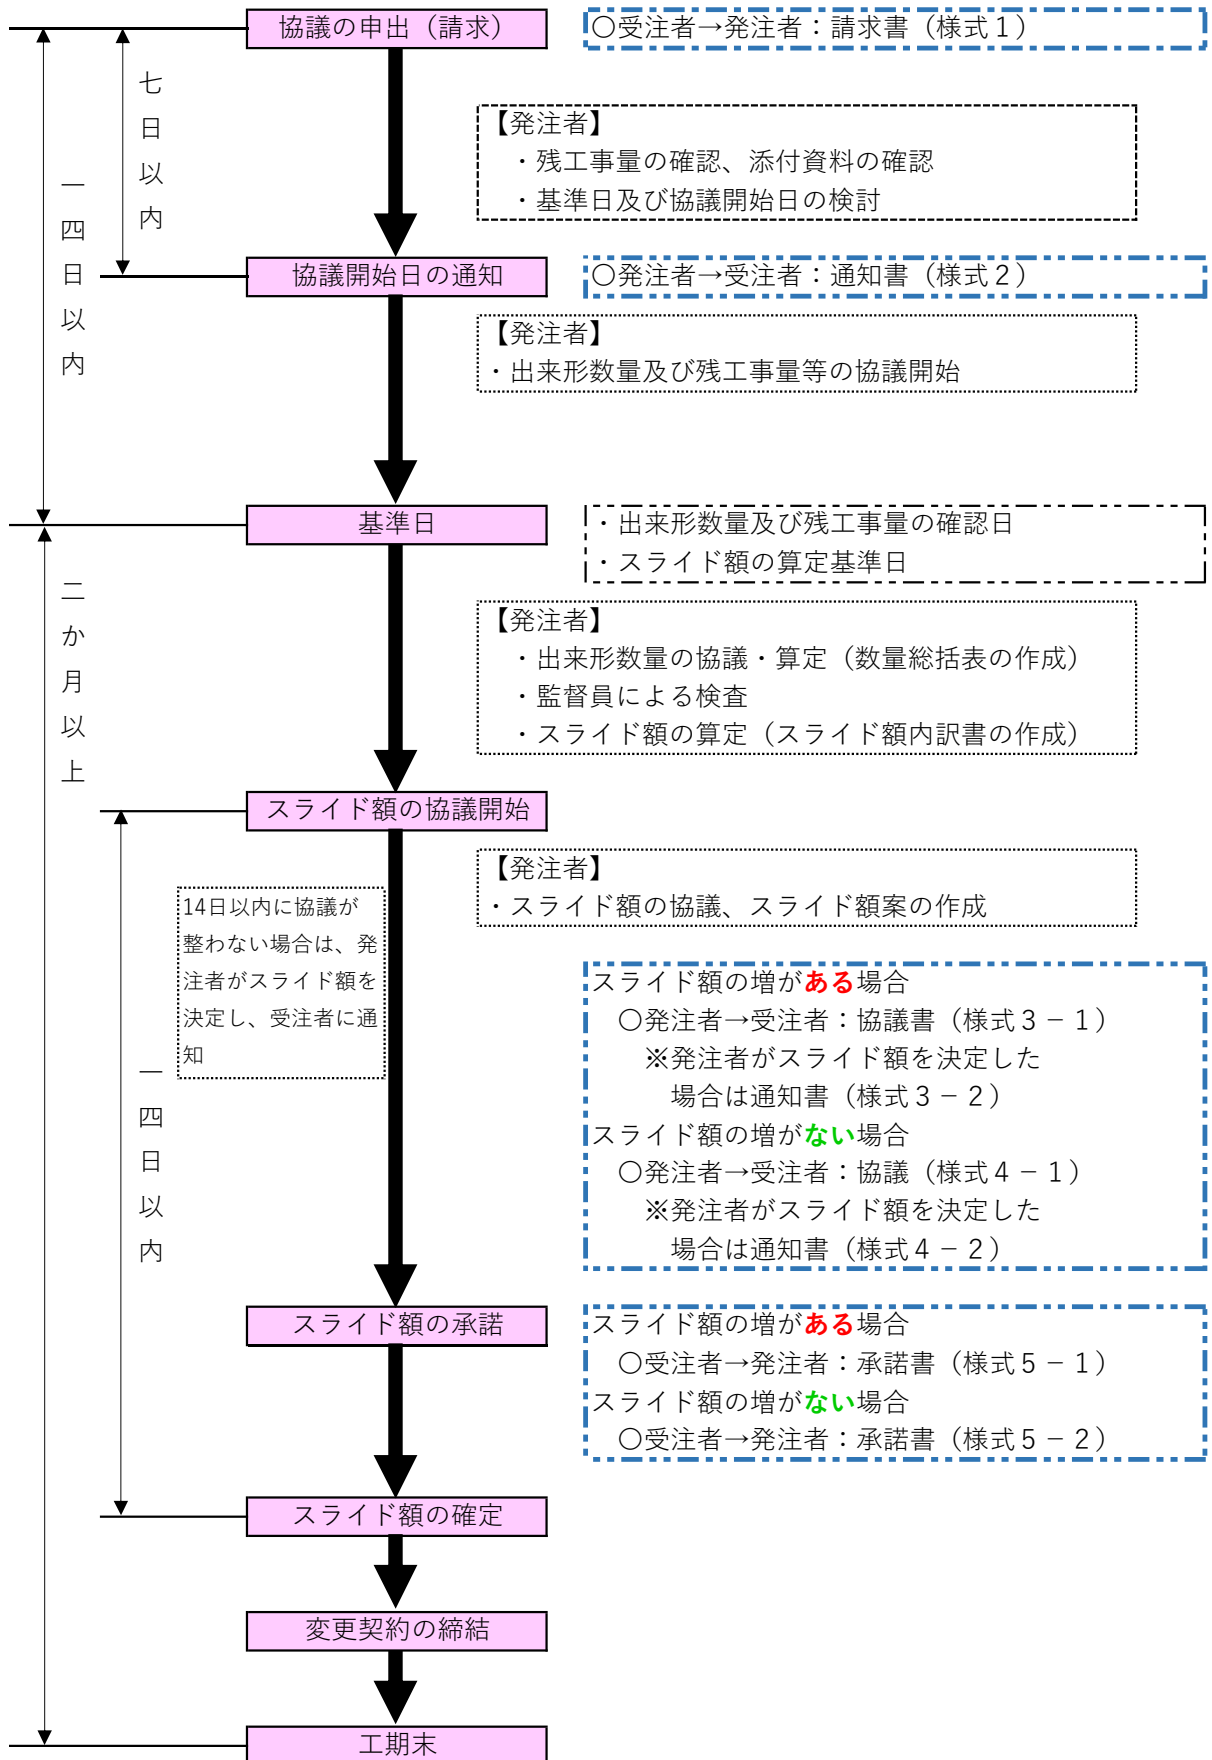 協議の申出（請求）
〇受注者→発注者：請求書（様式１）
七日以内
一四日以内
【発注者】
・残工事量の確認、添付資料の確認
・基準日及び協議開始日の検討
協議開始日の通知
〇発注者→受注者：通知書（様式２）
【発注者】
・出来形数量及び残工事量等の協議開始
基準日
・出来形数量及び残工事量の確認日
・スライド額の算定基準日
二か月以上
【発注者】
・出来形数量の協議・算定（数量総括表の作成）
・監督員による検査
・スライド額の算定（スライド額内訳書の作成）
スライド額の協議開始
【発注者】
・スライド額の協議、スライド額案の作成
14日以内に協議が
整わない場合は、発
注者がスライド額を
決定し、受注者に通
知
一四日以内
スライド額の増がある場合
〇発注者→受注者：協議書（様式３－１）
※発注者がスライド額を決定した
場合は通知書（様式３－２）
スライド額の増がない場合
〇発注者→受注者：協議（様式４－１）
※発注者がスライド額を決定した
場合は通知書（様式４－２）
スライド額の承諾
スライド額の増がある場合
〇受注者→発注者：承諾書（様式５－１）
スライド額の増がない場合
〇受注者→発注者：承諾書（様式５－２）
スライド額の確定
変更契約の締結
工期末